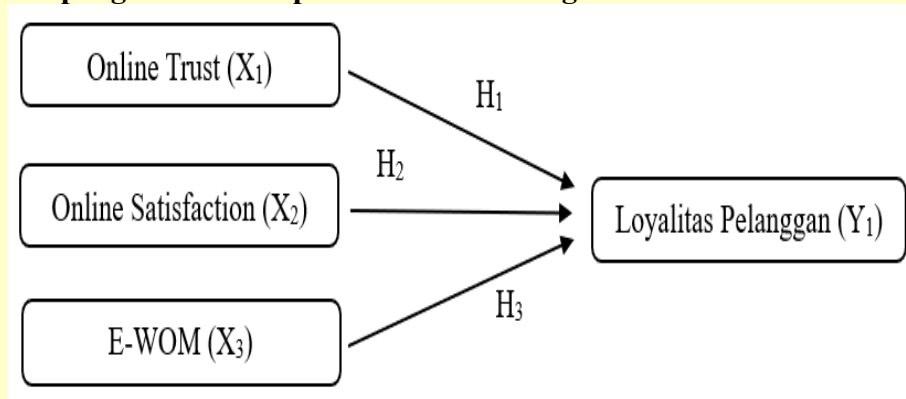 Online Trust (X₁)
H₁
H₂
Online Satisfaction (X₂)
Loyalitas Pelanggan (Y₁)
H₃
E-WOM (X₃)